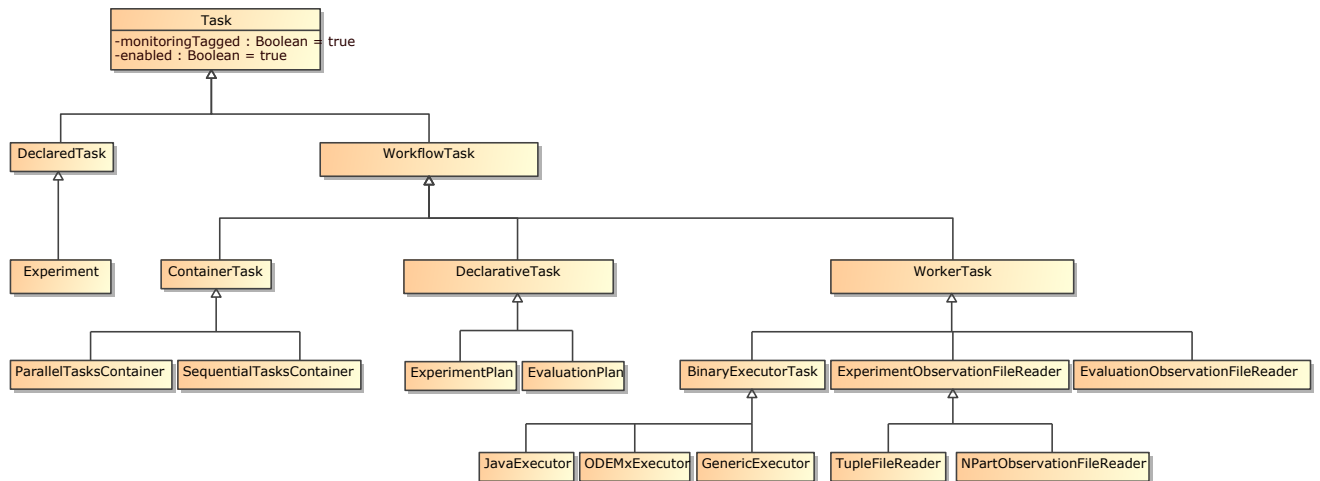 Task
-monitoringTagged : Boolean = true
-enabled : Boolean = true
DeclaredTask
WorkflowTask
Experiment
ContainerTask
DeclarativeTask
WorkerTask
ParallelTasksContainer
SequentialTasksContainer
ExperimentPlan
EvaluationPlan
BinaryExecutorTask
ExperimentObservationFileReader
EvaluationObservationFileReader
JavaExecutor
ODEMxExecutor
GenericExecutor
TupleFileReader
NPartObservationFileReader